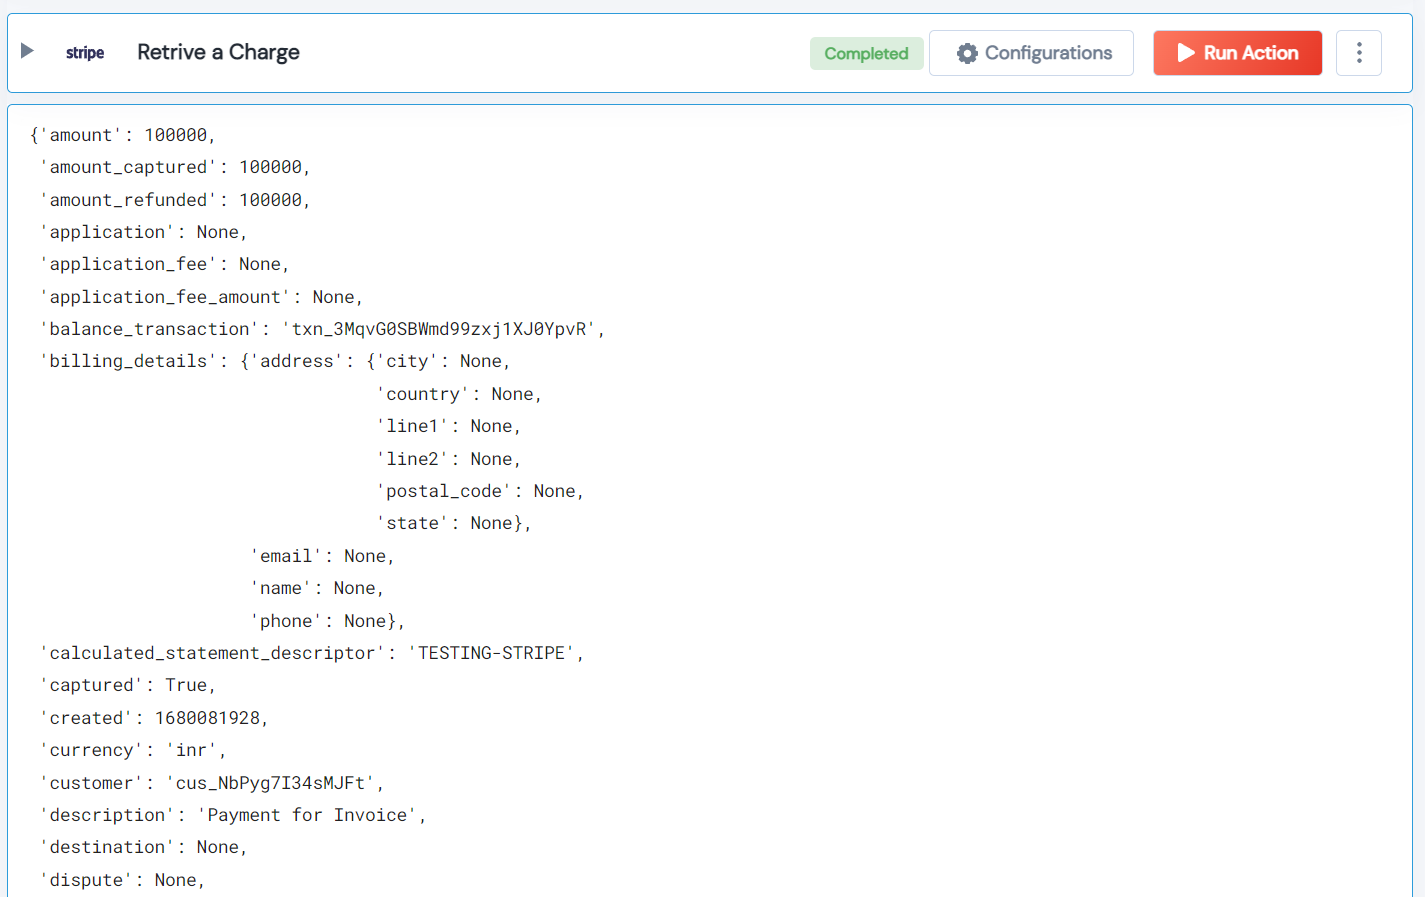 stripe Retrive a Charge Completed Configurations Run Action
{'amount': 100000,
'amount_captured': 100000,
'amount_refunded': 100000,
'application': None,
'application_fee': None,
'application_fee_amount': None,
'balance_transaction': 'txn_3MqvG0SBWmd99zxj1XJ0YpvR',
'billing_details': {'address': {'city': None,
'country': None,
'line1': None,
'line2': None,
'postal_code': None,
'state': None},
'email': None,
'name': None,
'phone': None},
'calculated_statement_descriptor': 'TESTING-STRIPE',
'captured': True,
'created': 1680081928,
'currency': 'inr',
'customer': 'cus_NbPyg7I34sMJFt',
'description': 'Payment for Invoice',
'destination': None,
'dispute': None,